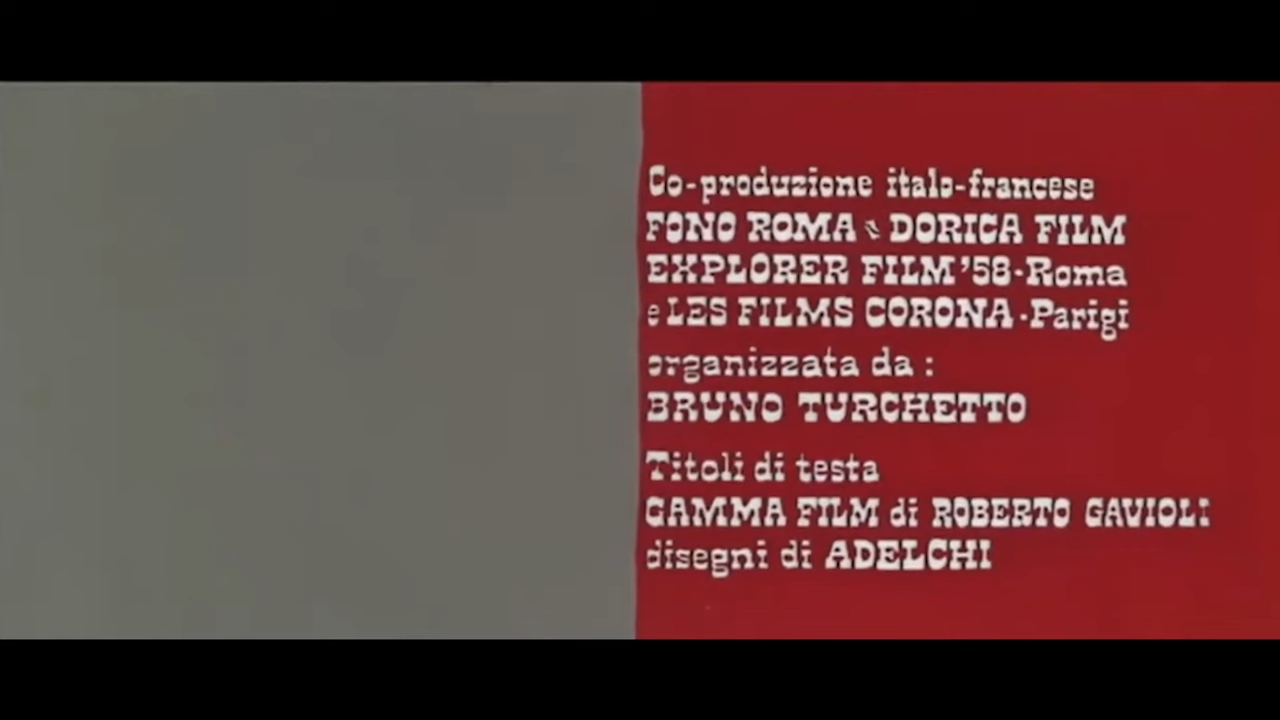 Co-produzione italo-francese
FONO ROMA DORICA FILM
EXPLORER FILM '58-Roma
e LES FILMS CORONA-Parigi
organizzata da :
BRUNO TURCHETTO
Titoli di testa
GAMMA FILM di ROBERTO GAVIOLI
disegni di ADELCHI